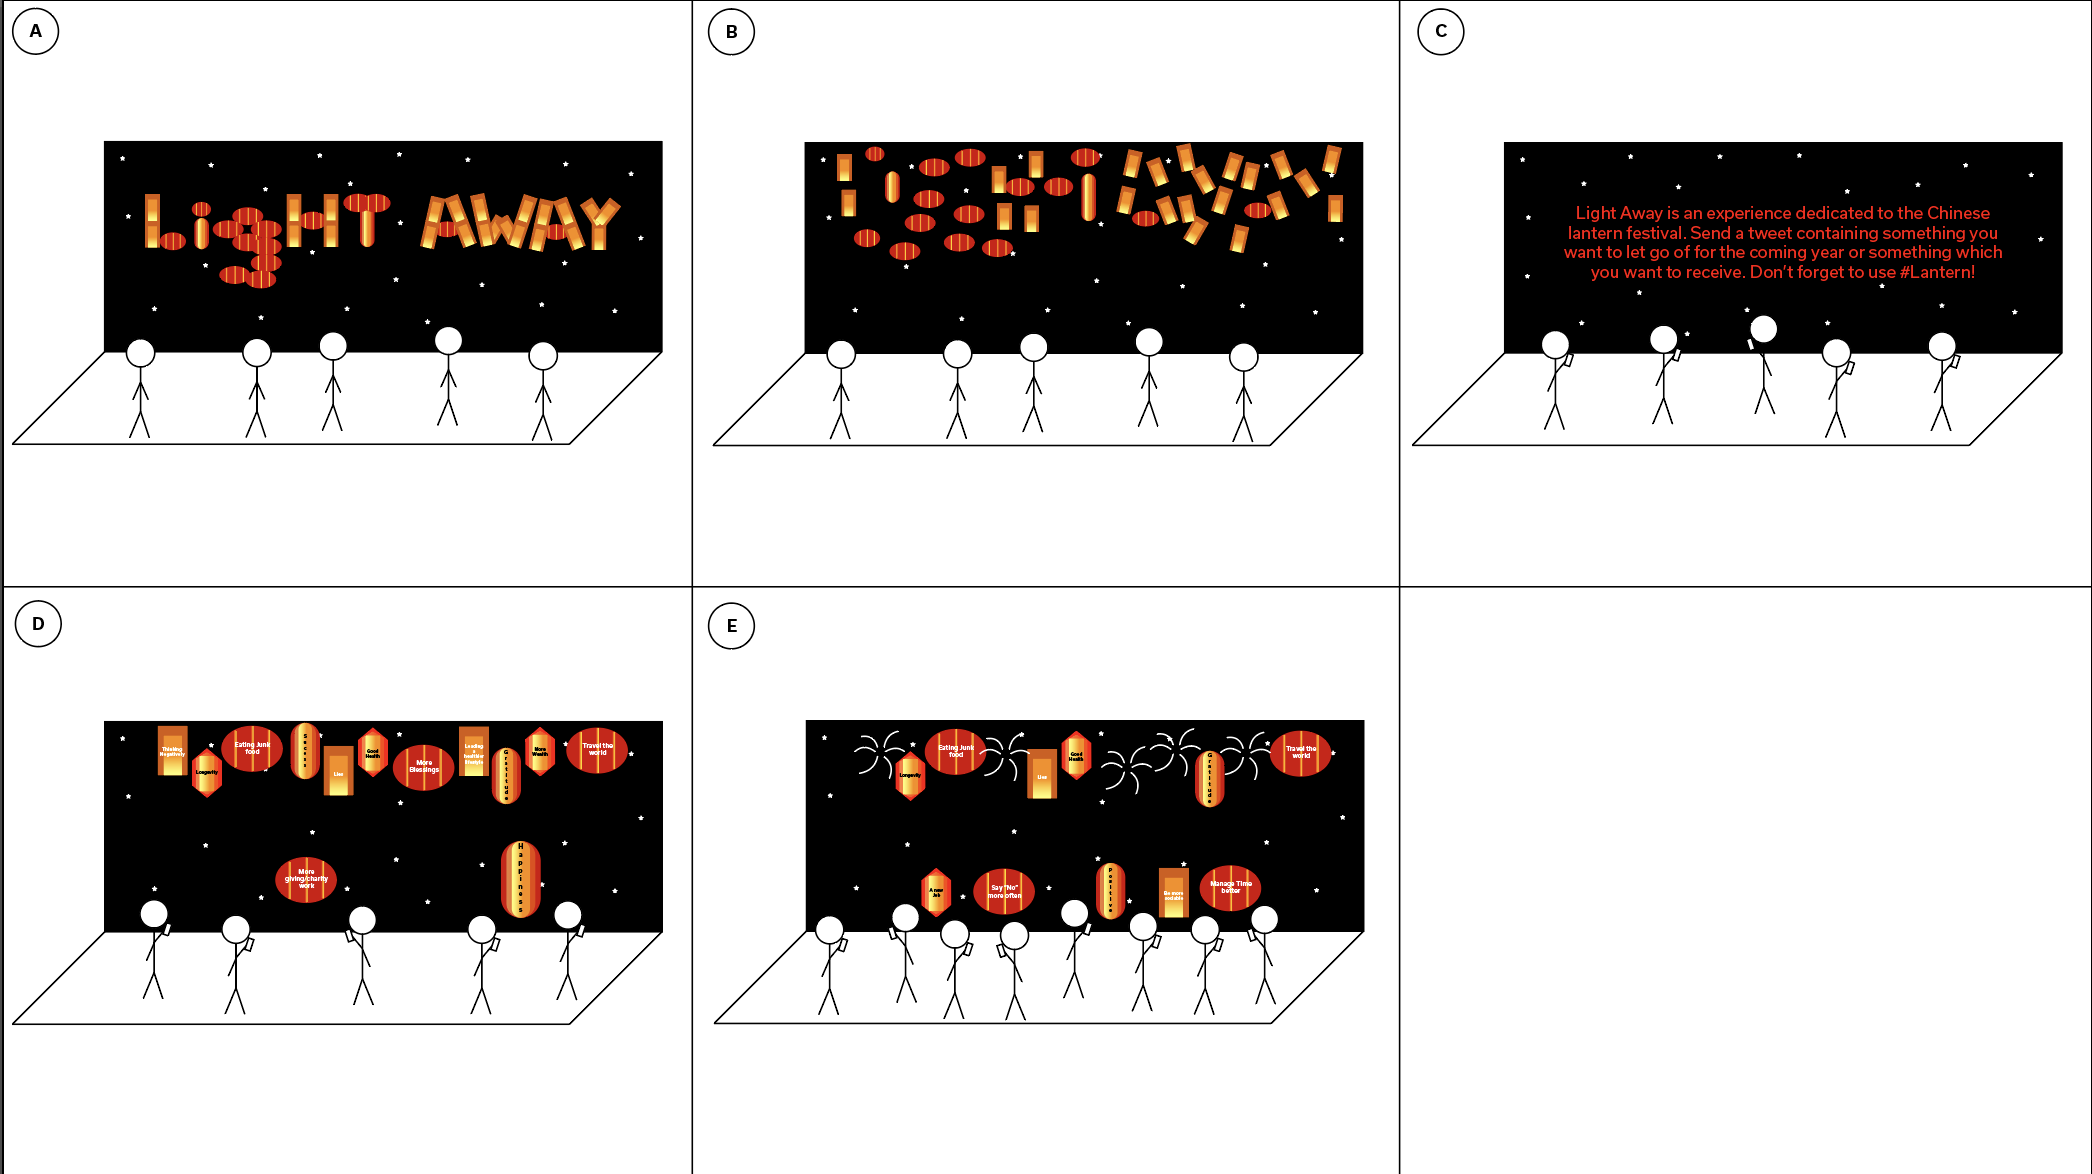 A
LigHT AWAY
B
C
Light Away is an experience dedicated to the Chinese
lantern festival. Send a tweet containing something you
want to let go of for the coming year or something which
you want to receive. Don't forget to use #Lantern!
D
Thinking
Negatively
Longevity
Eating Junk
food
Success
Lies
Good
Health
More
Blessings
Leading
a
healthier
lifestyle
Gratitude
More
Wealth
Travel the
world
More
giving/charity
work
Happiness
E
Longevity
Eating Junk
food
Lies
Good
Health
Gratitude
Travel the
world
A new
Job
Say "No"
more often
Positive
Be more
sociable
Manage Time
better